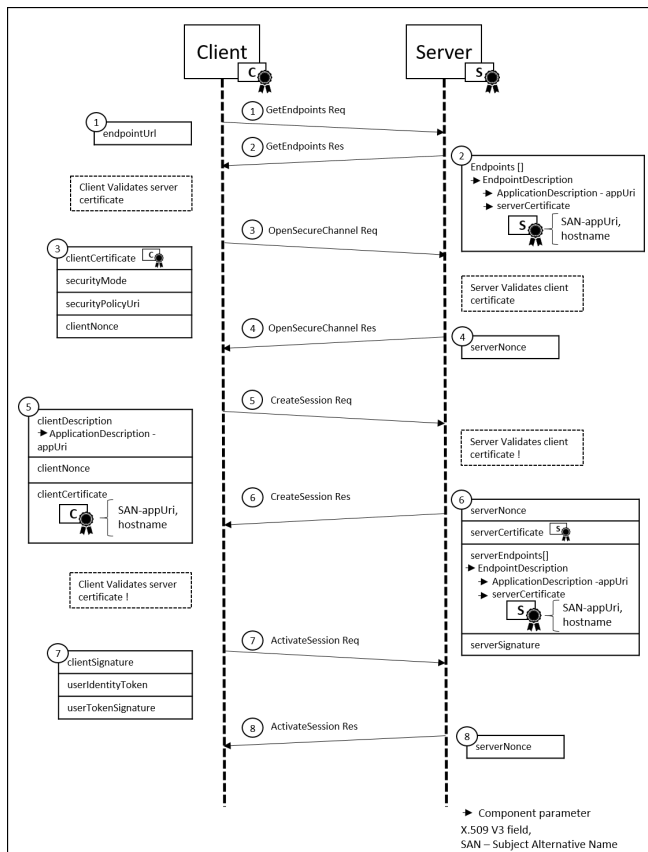 Client
C
Server
S
1 GetEndpoints Req
1
endpointUrl
2 GetEndpoints Res
2
Endpoints []
EndpointDescription
ApplicationDescription - appUri
serverCertificate
S SAN-appUri,
hostname
Client Validates server
certificate
3 OpenSecureChannel Req
3
clientCertificate C
securityMode
securityPolicyUri
clientNonce
Server Validates client
certificate
4 OpenSecureChannel Res
4
serverNonce
5 CreateSession Req
5
clientDescription
ApplicationDescription -
appUri
clientNonce
clientCertificate
C SAN-appUri,
hostname
Server Validates client
certificate !
6 CreateSession Res
6
serverNonce
serverCertificate S
serverEndpoints[]
EndpointDescription
ApplicationDescription -appUri
serverCertificate
S SAN-appUri,
hostname
serverSignature
Client Validates server
certificate !
7 ActivateSession Req
7
clientSignature
userIdentityToken
userTokenSignature
8 ActivateSession Res
8
serverNonce
Component parameter
X.509 V3 field,
SAN – Subject Alternative Name